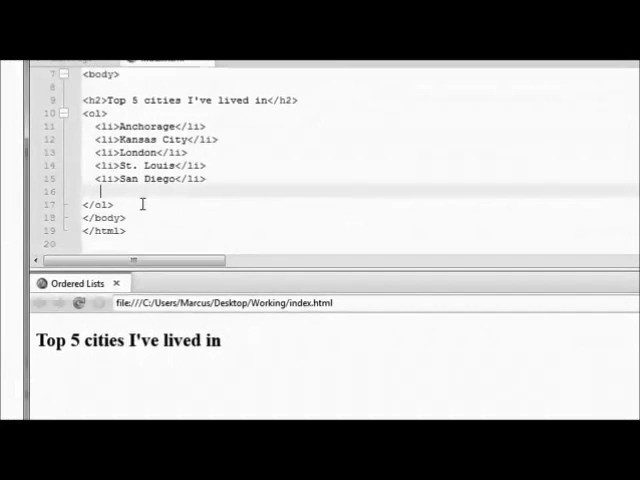 7 <body>
8
9 <h2>Top 5 cities I've lived in</h2>
10 <ol>
11 <li>Anchorage</li>
12 <li>Kansas City</li>
13 <li>London</li>
14 <li>St. Louis</li>
15 <li>San Diego</li>
16
17 </ol>
18 </body>
19 </html>
20
Ordered Lists
file:///C:/Users/Marcus/Desktop/Working/index.html
Top 5 cities I've lived in